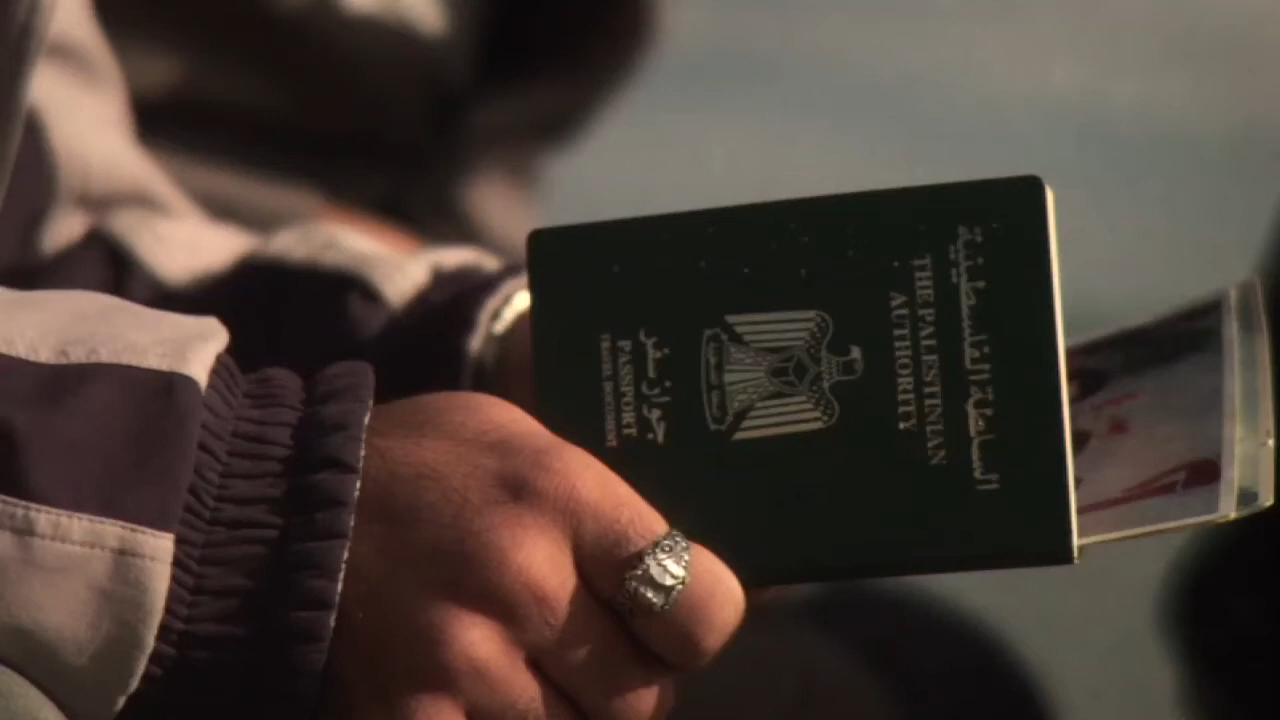 السلطة الفلسطينية
THE PALESTINIAN
AUTHORITY
جواز سفر
PASSPORT
TRAVEL DOCUMENT